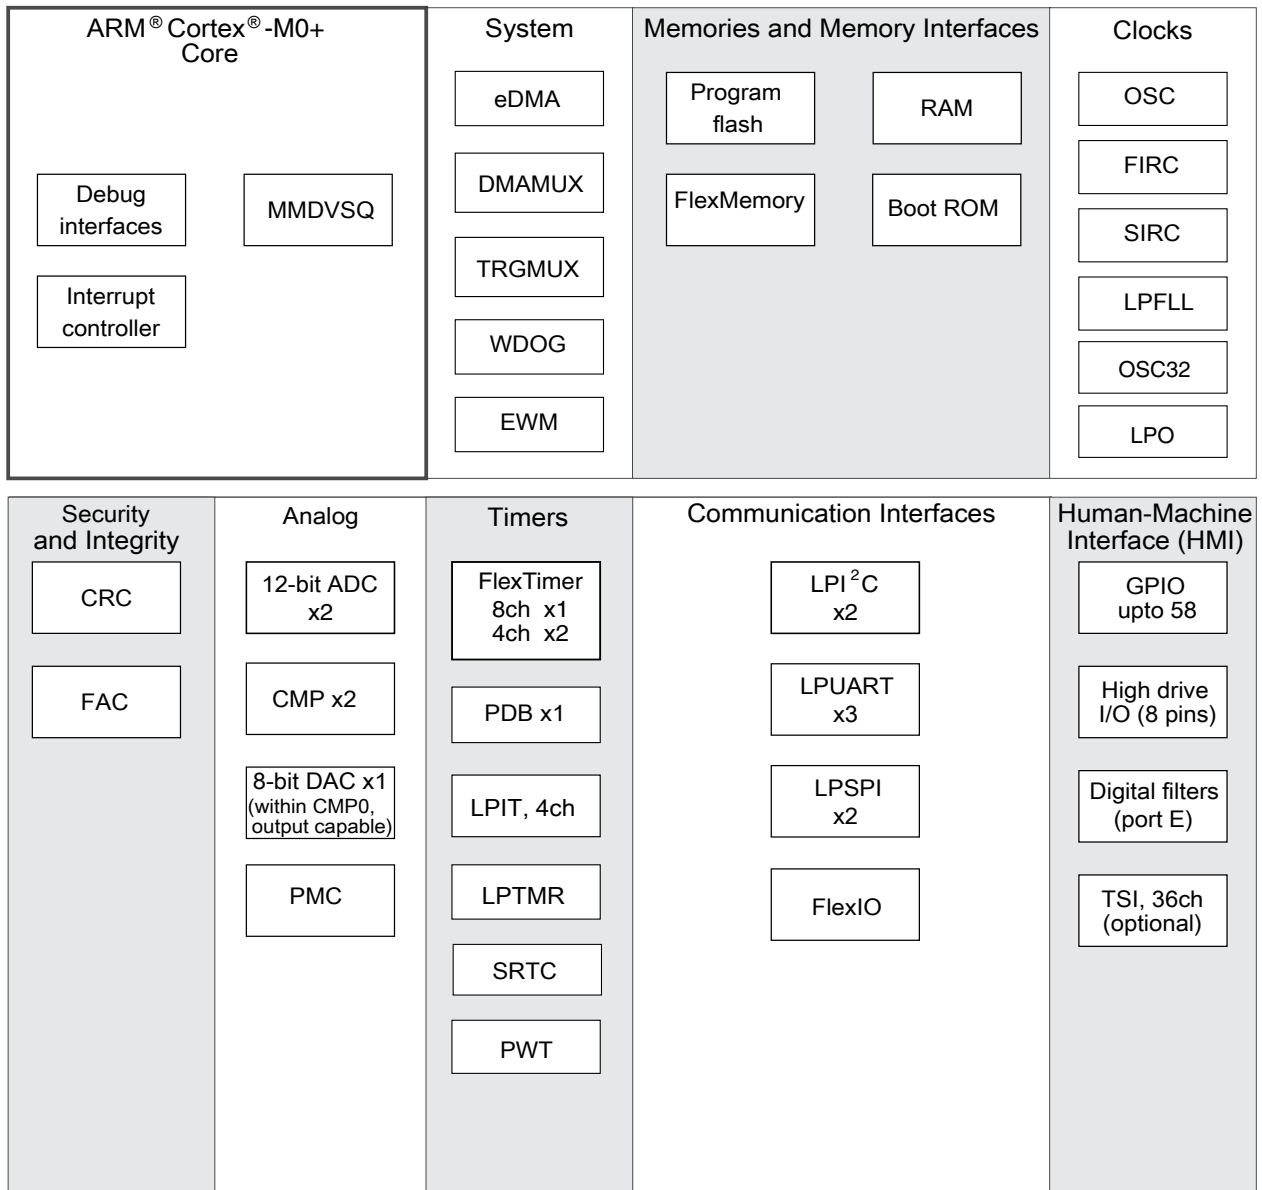 ARM® Cortex®-M0+
Core
Debug
interfaces
MMDVSQ
Interrupt
controller
System
eDMA
DMAMUX
TRGMUX
WDOG
EWM
Memories and Memory Interfaces
Program
flash
RAM
FlexMemory
Boot ROM
Clocks
OSC
FIRC
SIRC
LPFLL
OSC32
LPO
Security
and Integrity
CRC
FAC
Analog
12-bit ADC
x2
CMP x2
8-bit DAC x1
(within CMP0,
output capable)
PMC
Timers
FlexTimer
8ch x1
4ch x2
PDB x1
LPIT, 4ch
LPTMR
SRTC
PWT
Communication Interfaces
LPI²C
x2
LPUART
x3
LPSPI
x2
FlexIO
Human-Machine
Interface (HMI)
GPIO
upto 58
High drive
I/O (8 pins)
Digital filters
(port E)
TSI, 36ch
(optional)